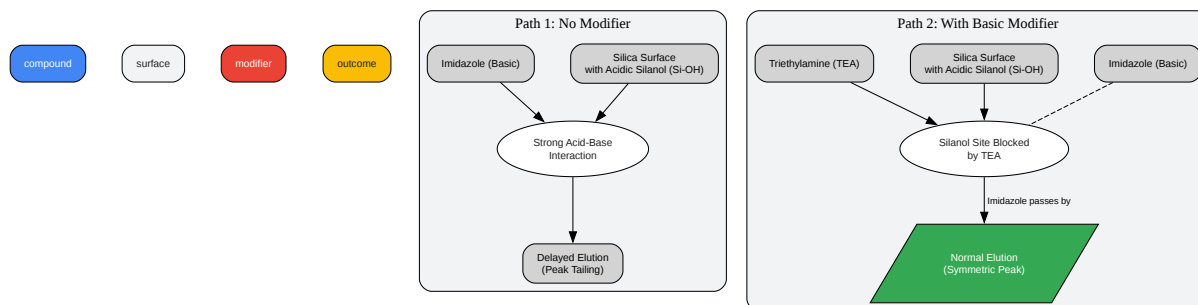 compound
surface
modifier
outcome
Path 1: No Modifier
Imidazole (Basic)
Silica Surface
with Acidic Silanol (Si-OH)
Strong Acid-Base
Interaction
Delayed Elution
(Peak Tailing)
Path 2: With Basic Modifier
Triethylamine (TEA)
Silica Surface
with Acidic Silanol (Si-OH)
Imidazole (Basic)
Silanol Site Blocked
by TEA
Imidazole passes by
Normal Elution
(Symmetric Peak)